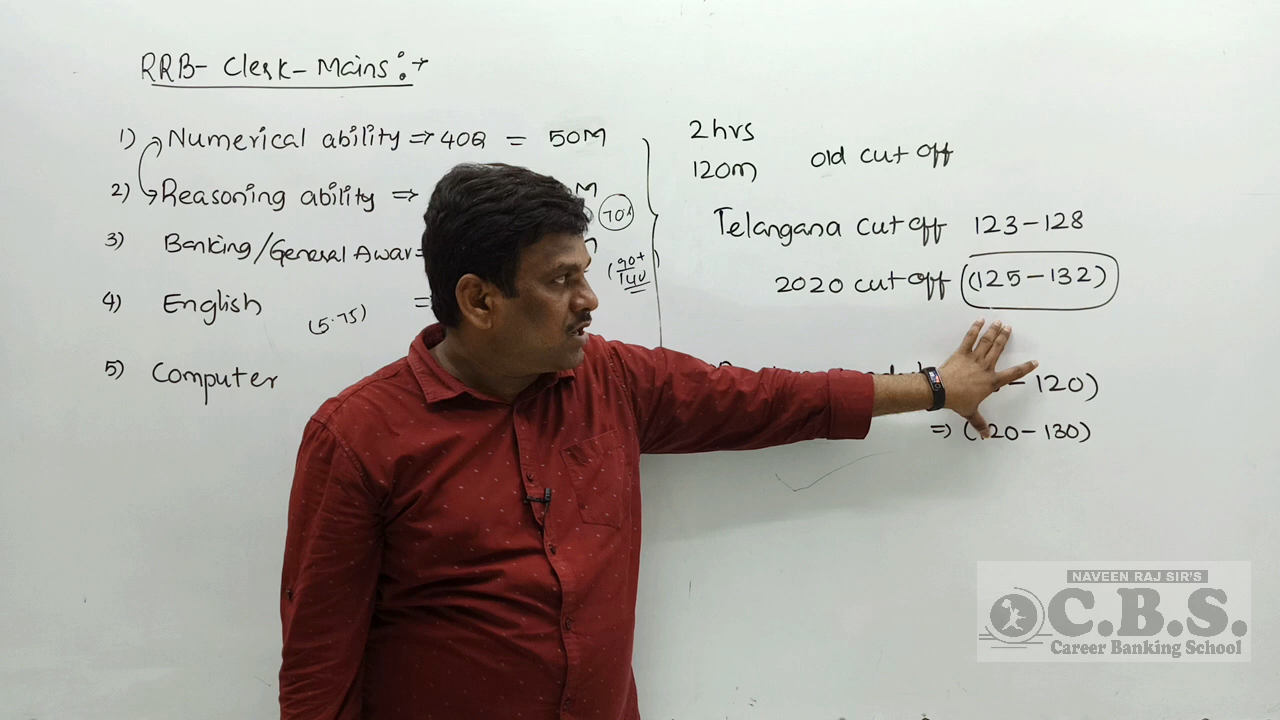 RRB- Clerk- Mains :→
1) Numerical ability ⇒ 40Q = 50M
2) Reasoning ability ⇒ M 70%
3) Banking/General Awar =
(90+/140)
4) English ⇒
(5.75)
5) Computer
2hrs
120m old cut off
Telangana cut off 123-128
2020 cut off (125-132)
- 120)
⇒ (120-130)
NAVEEN RAJ SIR'S
C.B.S.
Career Banking School